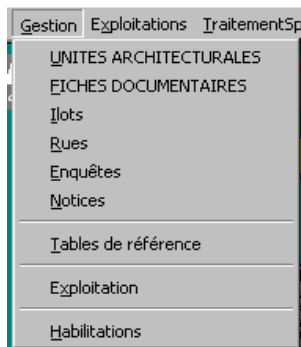 Gestion Exploitations TraitementSp
UNITES ARCHITECTURALES
FICHES DOCUMENTAIRES
Ilots
Rues
Enquêtes
Notices
Tables de référence
Exploitation
Habilitations